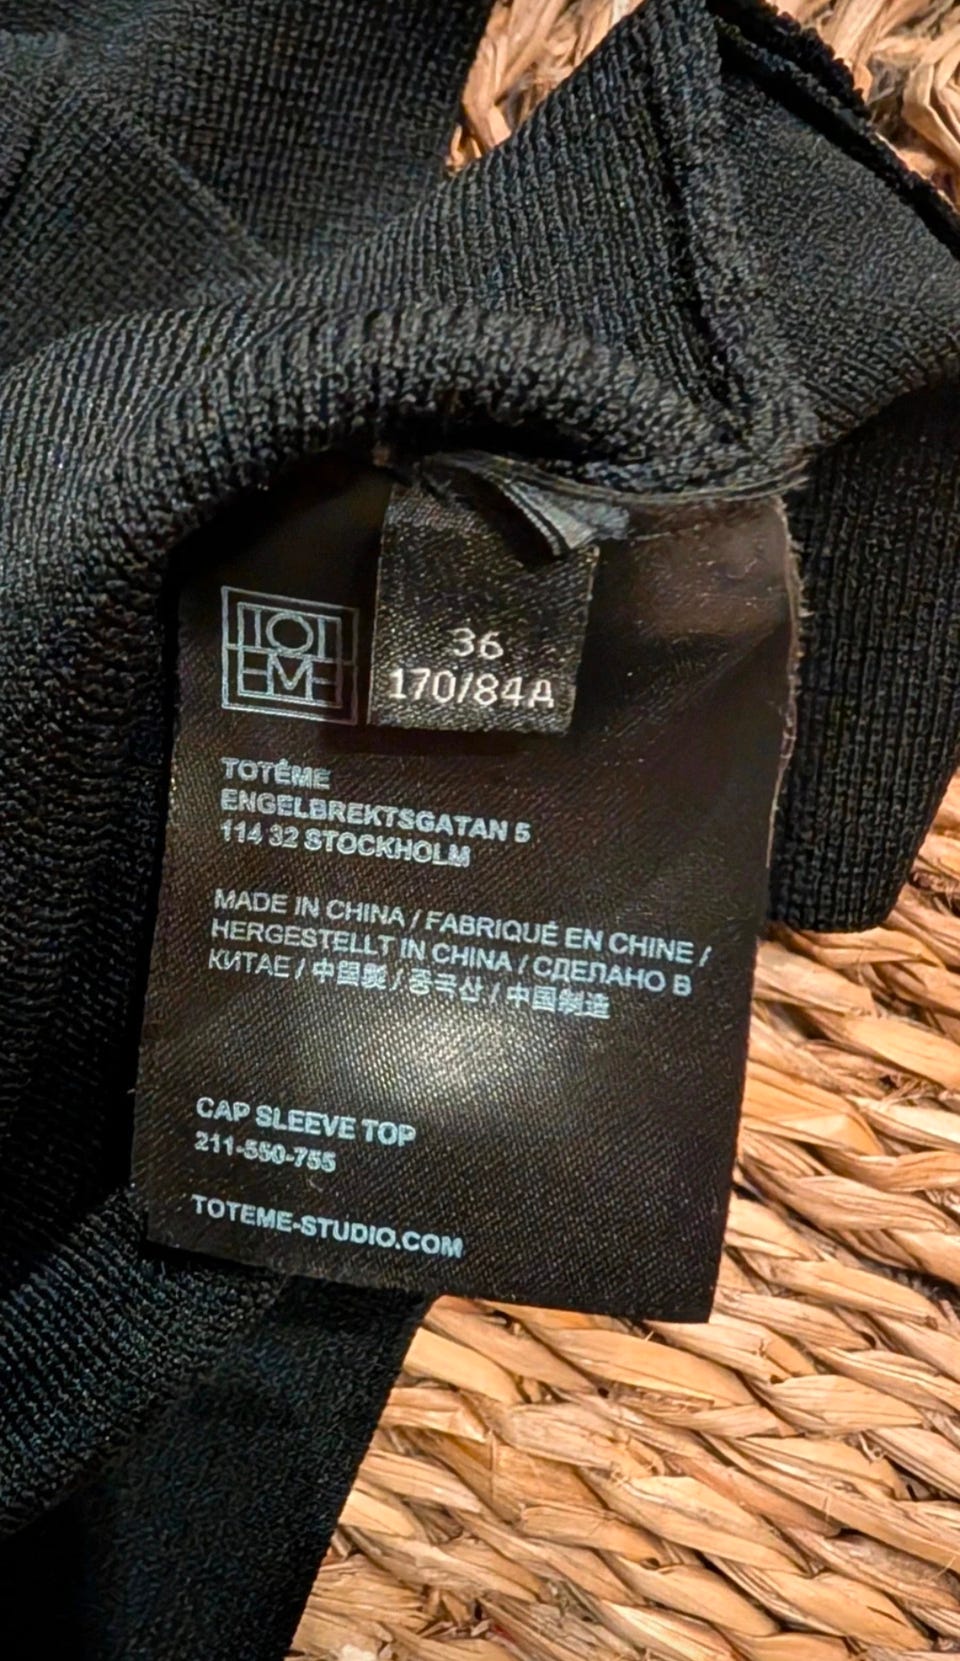 TOT
EME
36
170/84A
TOTÊME
ENGELBREKTSGATAN 5
114 32 STOCKHOLM
MADE IN CHINA / FABRIQUÉ EN CHINE /
HERGESTELLT IN CHINA / СДЕЛАНО В
КИТАЕ / 中国製 / 중국산 / 中国制造
CAP SLEEVE TOP
211-550-755
TOTEME-STUDIO.COM